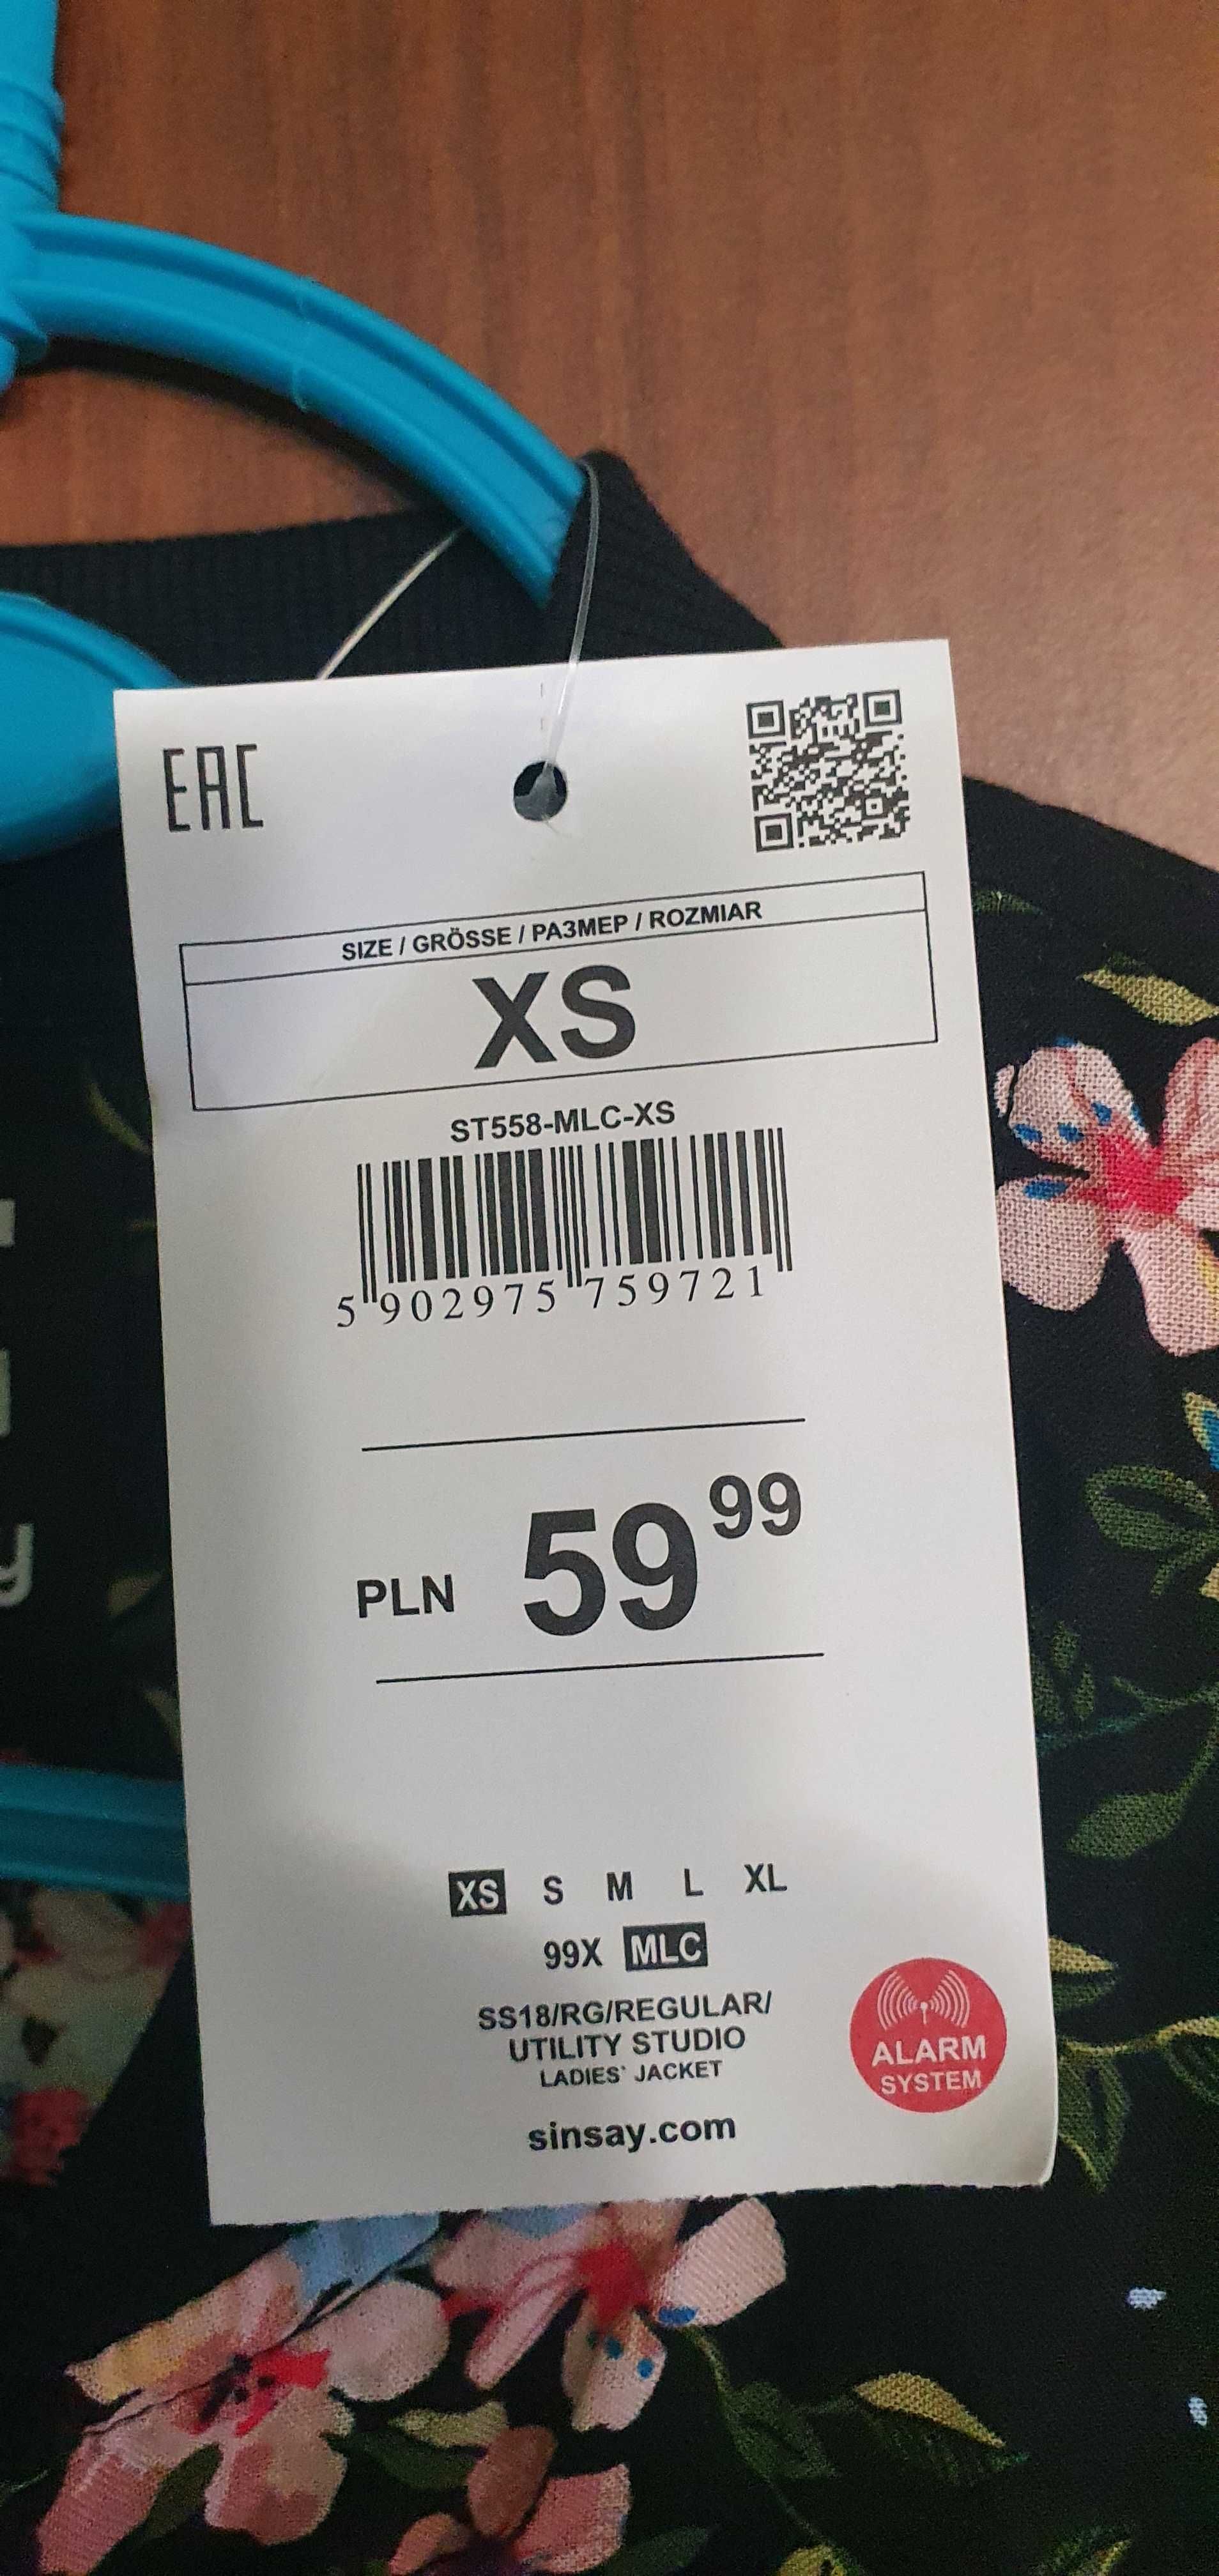 EAC
SIZE / GRÖSSE / РАЗМЕР / ROZMIAR
XS
ST558-MLC-XS
5 902975 759721
PLN 59 99
XS S M L XL
99X MLC
SS18/RG/REGULAR/
UTILITY STUDIO
LADIES' JACKET
sinsay.com
ALARM
SYSTEM
y